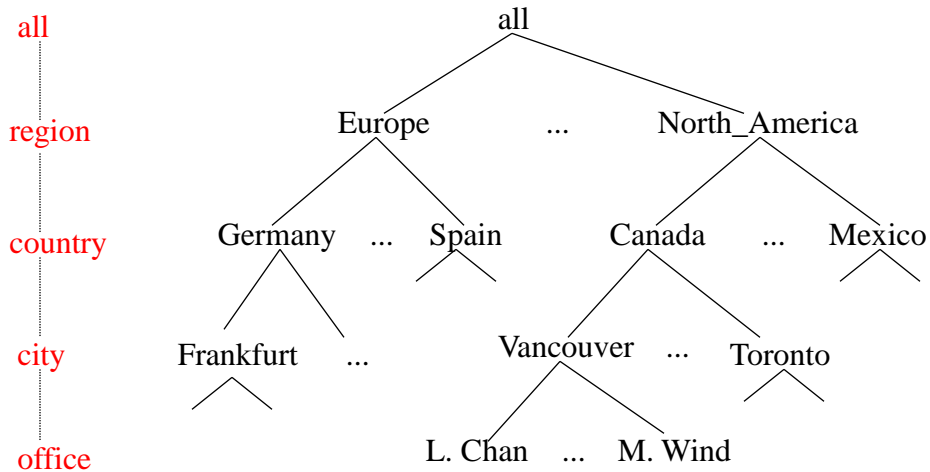 all all
region Europe ... North_America
country Germany ... Spain Canada ... Mexico
city Frankfurt ... Vancouver ... Toronto
office L. Chan ... M. Wind